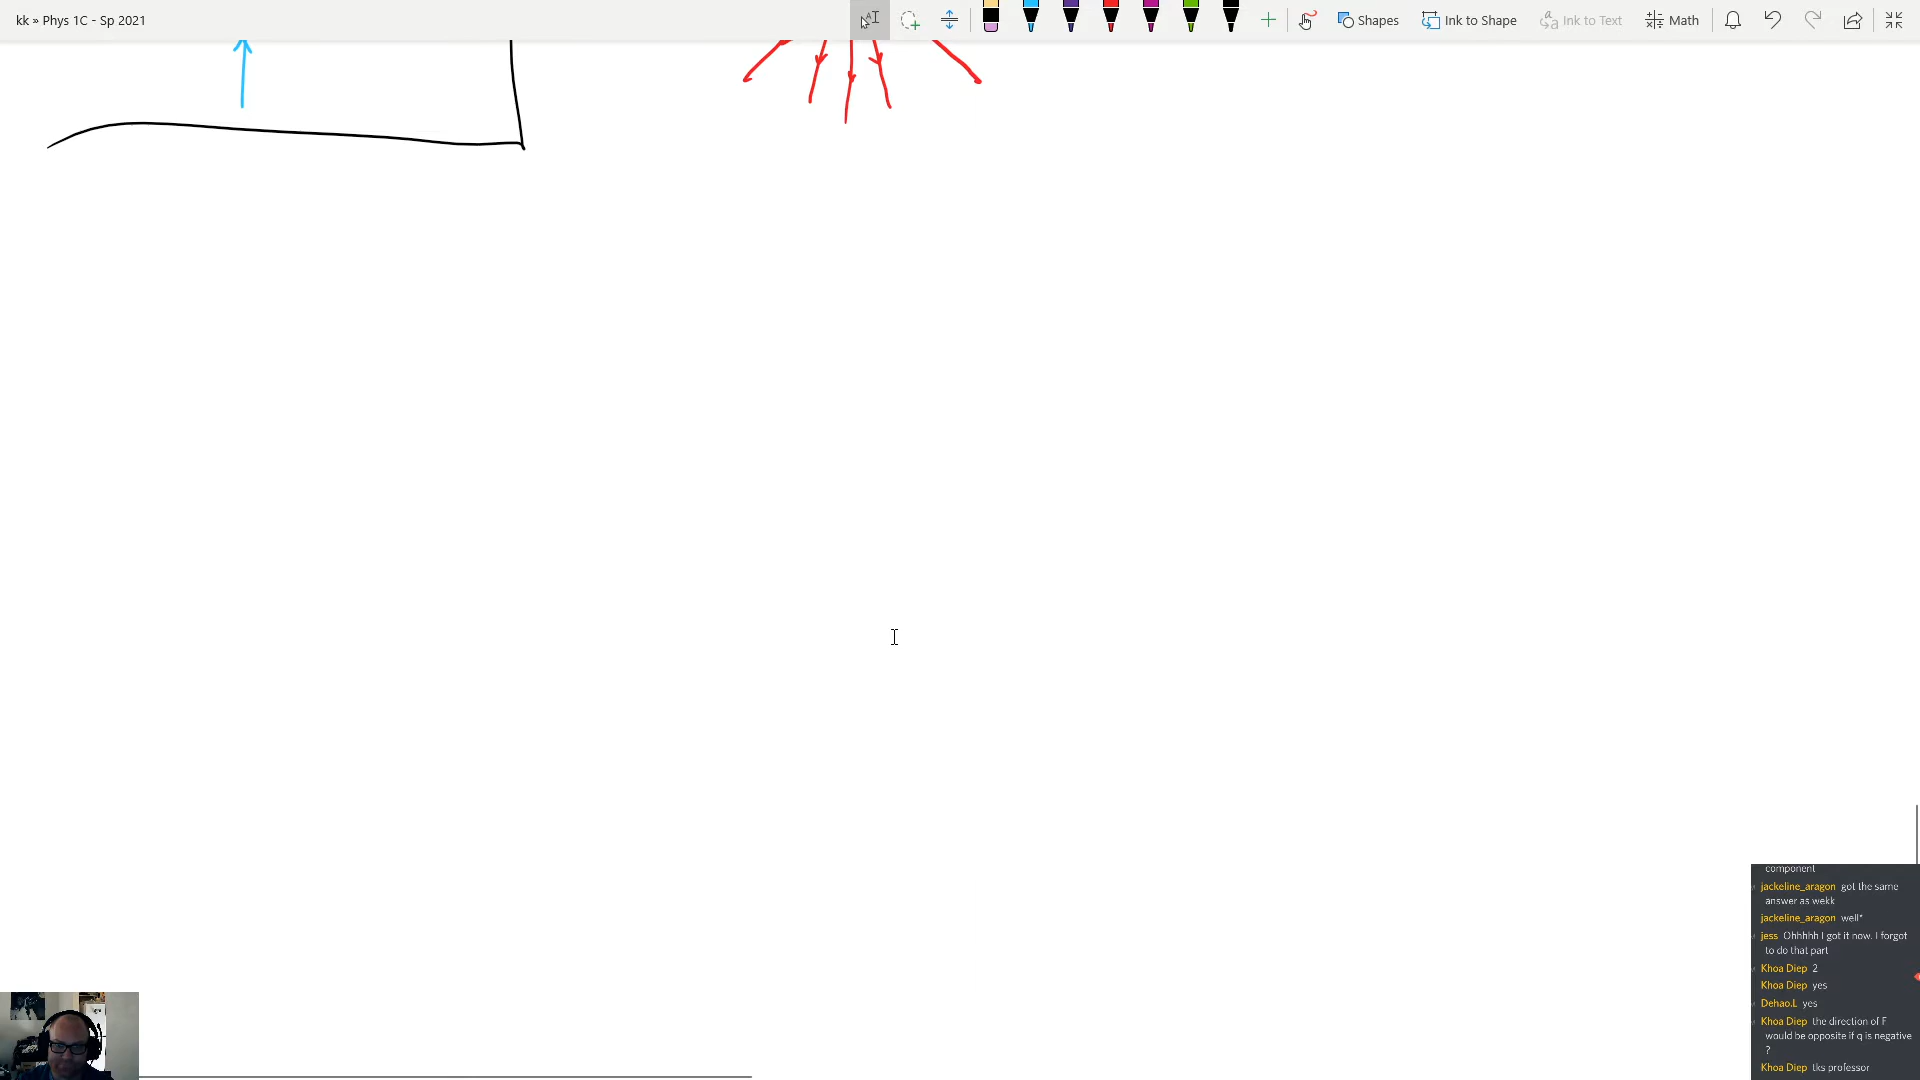 kk » Phys 1C - Sp 2021
Shapes
Ink to Shape
Ink to Text
Math
component
jackeline_aragon got the same
answer as wekk
jackeline_aragon well*
jess Ohhhhh I got it now. I forgot
to do that part
Khoa Diep 2
Khoa Diep yes
Dehao.L yes
Khoa Diep the direction of F
would be opposite if q is negative
?
Khoa Diep tks professor